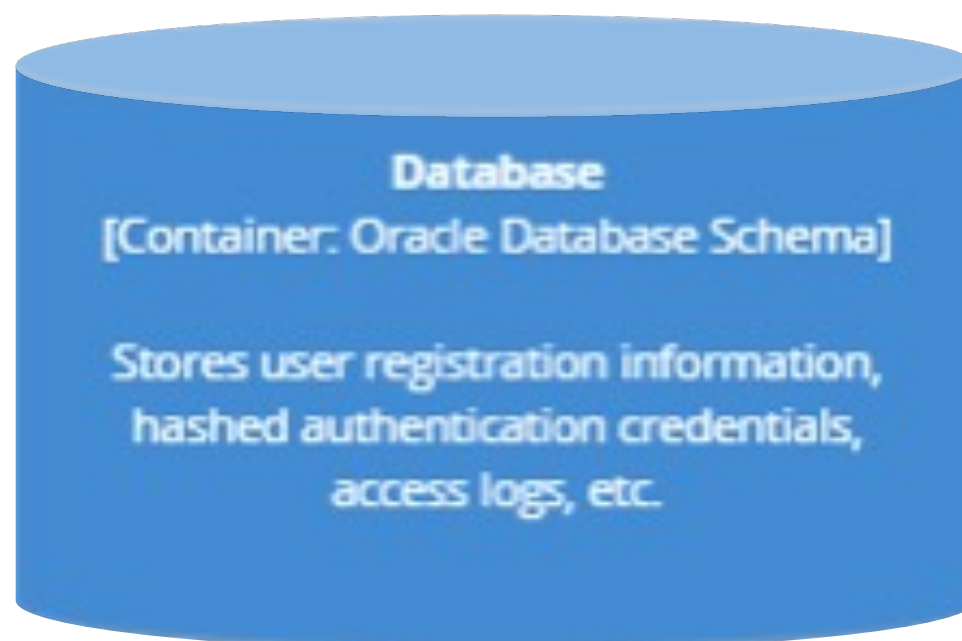 Database
[Container: Oracle Database Schema]
Stores user registration information,
hashed authentication credentials,
access logs, etc.